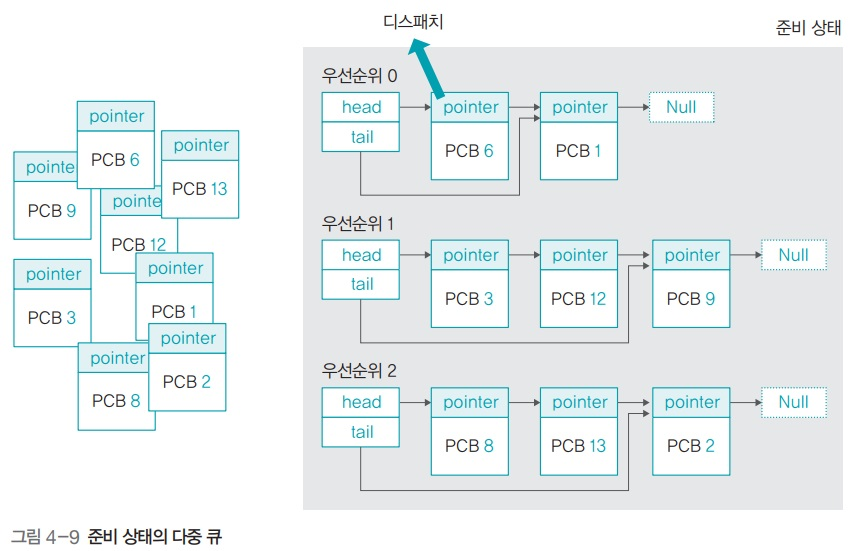 디스패치
준비 상태
pointer
PCB 6
pointer
PCB 13
pointe
PCB 9
pointe
PCB 12
pointer
PCB 3
pointer
PCB 1
pointer
PCB 8
pointer
PCB 2
우선순위 0
head
tail
pointer
PCB 6
pointer
PCB 1
Null
우선순위 1
head
tail
pointer
PCB 3
pointer
PCB 12
pointer
PCB 9
Null
우선순위 2
head
tail
pointer
PCB 8
pointer
PCB 13
pointer
PCB 2
Null
그림 4-9 준비 상태의 다중 큐